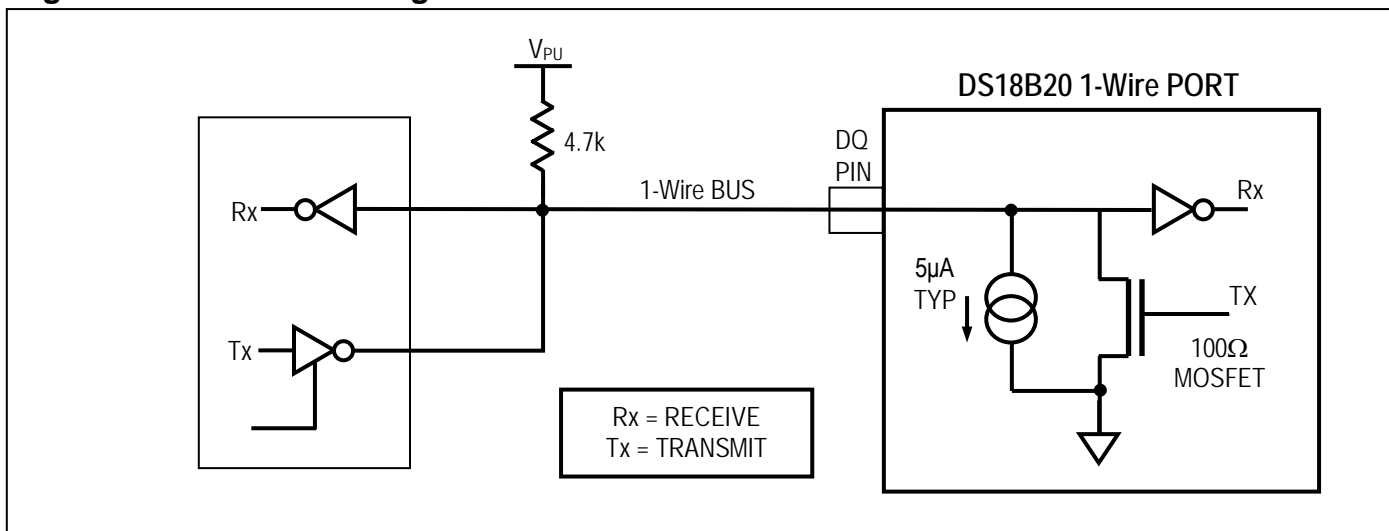 V_PU
DS18B20 1-Wire PORT
4.7k
DQ
PIN
1-Wire BUS
Rx
Rx
5µA
TYP
TX
Tx
100Ω
MOSFET
Rx = RECEIVE
Tx = TRANSMIT